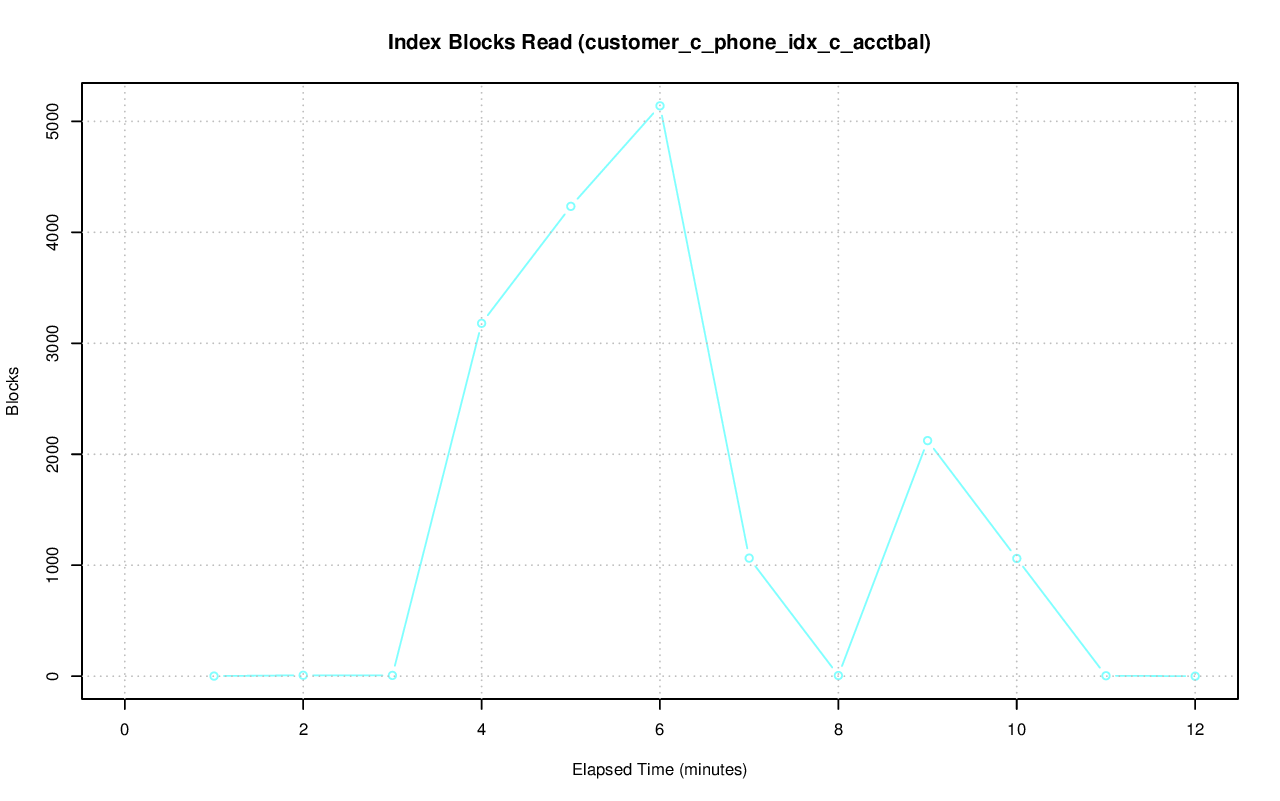 Index Blocks Read (customer_c_phone_idx_c_acctbal)
5000
4000
3000
2000
1000
0
Blocks
0 2 4 6 8 10 12
Elapsed Time (minutes)